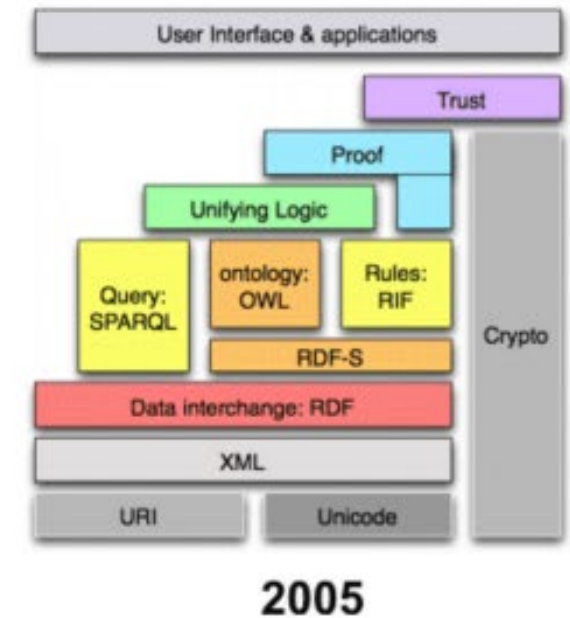 User Interface & applications
Trust
Proof
Unifying Logic
Query:
SPARQL
ontology:
OWL
Rules:
RIF
Crypto
RDF-S
Data interchange: RDF
XML
URI
Unicode
2005